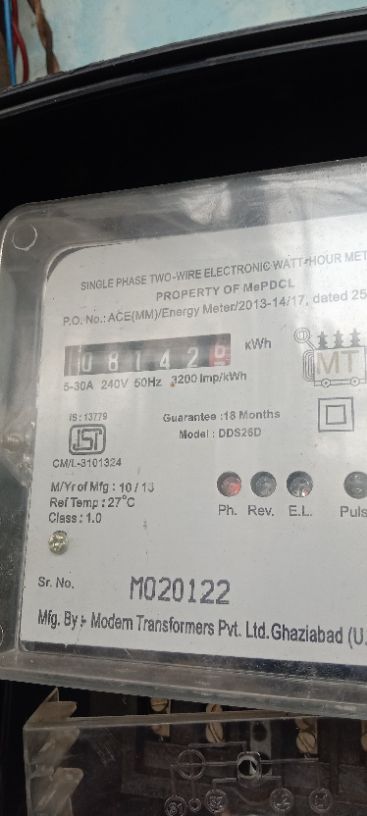 SINGLE PHASE TWO-WIRE ELECTRONIC WATT-HOUR MET
PROPERTY OF MePDCL
P.O. No.: ACE(MM)/Energy Meter/2013-14/17, dated 25
08142 kWh
5-30A 240V 50Hz 3200 Imp/kWh
MT
IS: 13779
Guarantee :18 Months
Model : DDS26D
CM/L-3101324
M/Yr of Mfg : 10 / 13
Ref Temp : 27°C
Class : 1.0
Ph. Rev. E.L. Puls
Sr. No. M020122
Mfg. By :- Modern Transformers Pvt. Ltd. Ghaziabad (U.